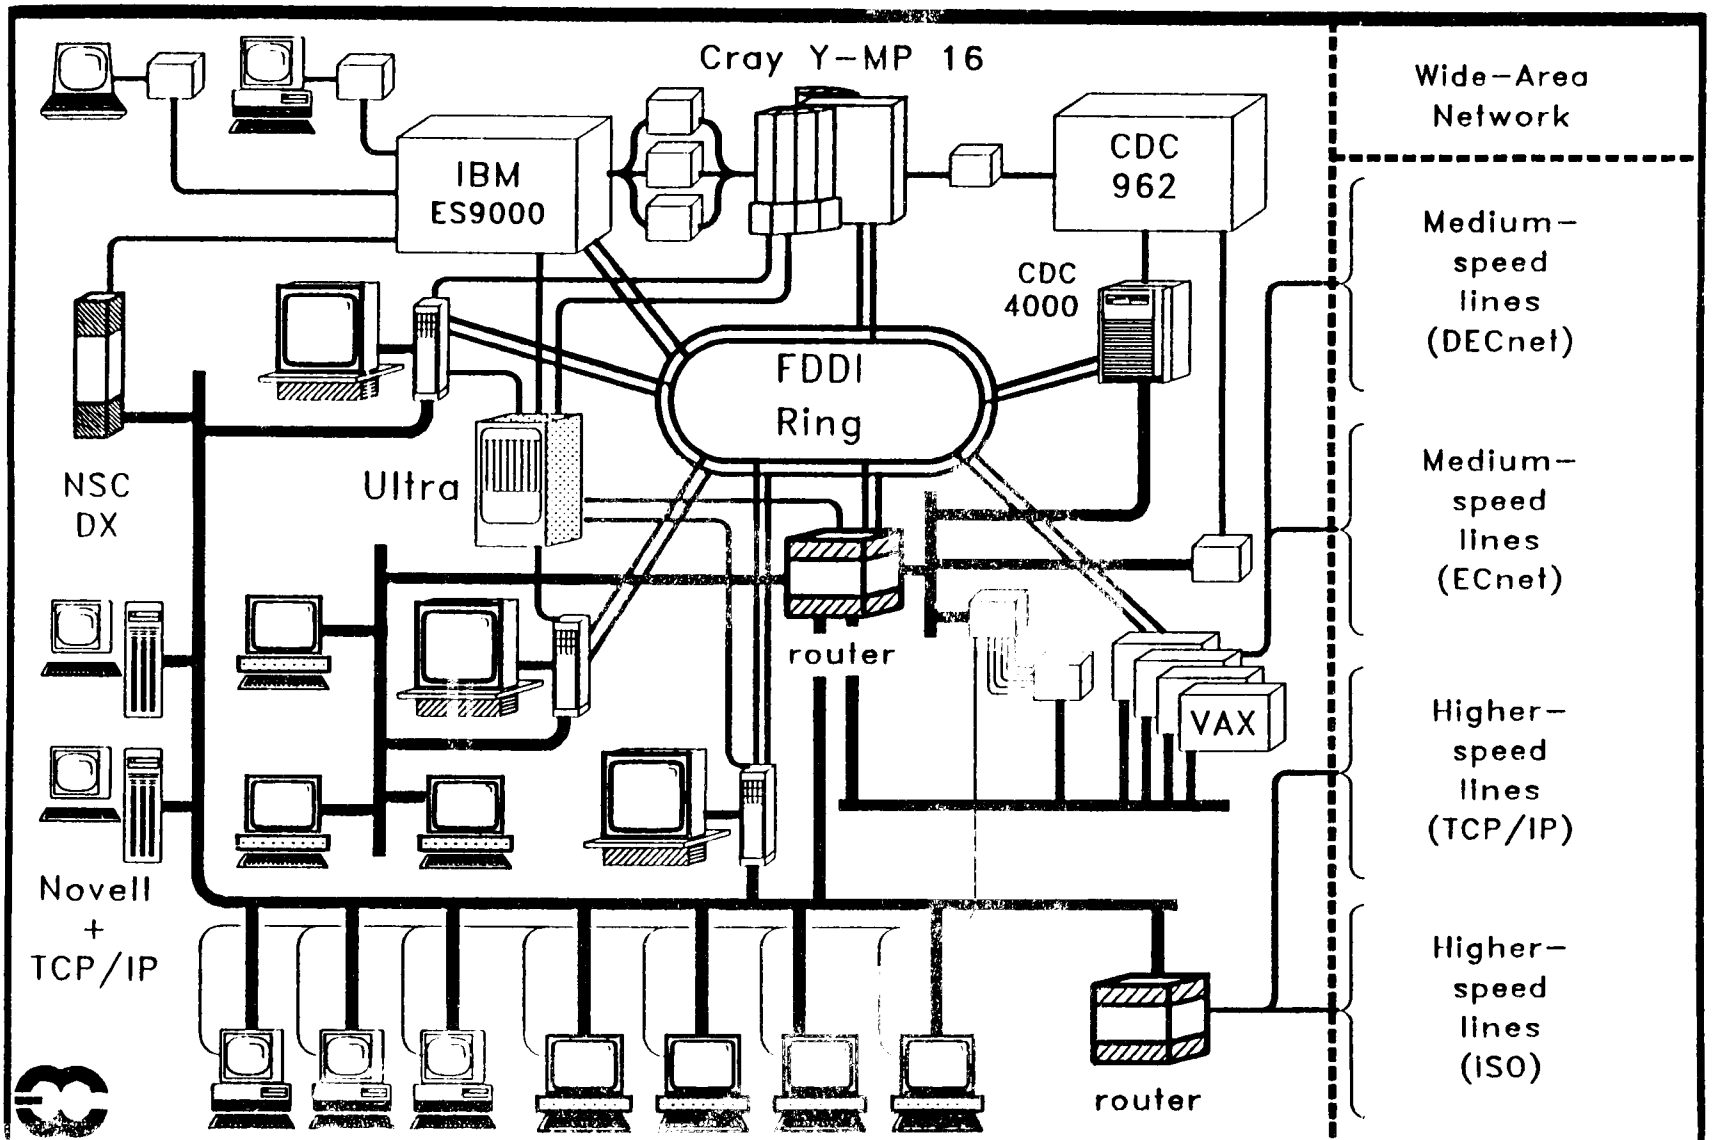 Cray Y-MP 16
Wide-Area
Network
IBM
ES9000
CDC
962
Medium-
speed
lines
(DECnet)
CDC
4000
FDDI
Ring
NSC
DX
Ultra
Medium-
speed
lines
(ECnet)
router
VAX
Higher-
speed
lines
(TCP/IP)
Novell
+
TCP/IP
Higher-
speed
lines
(ISO)
router